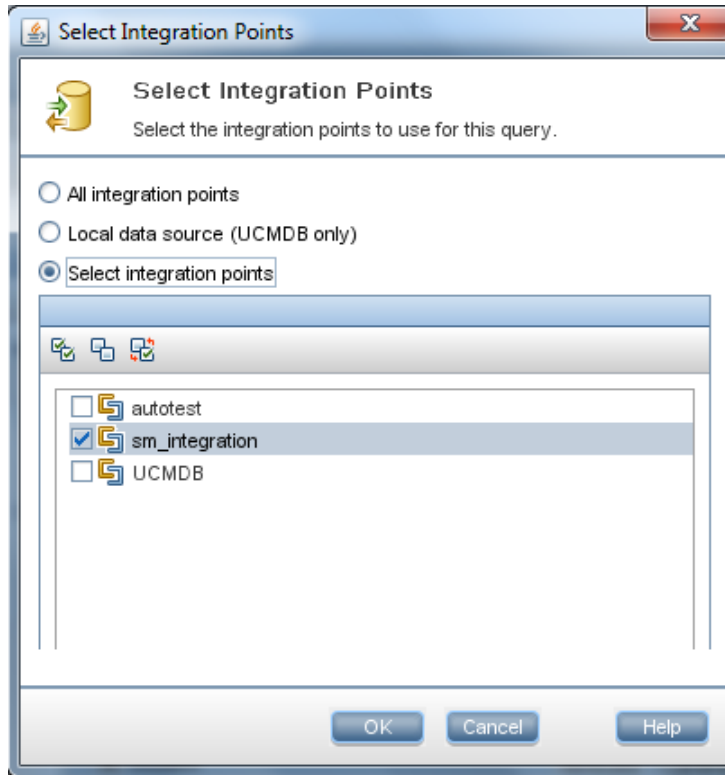 Select Integration Points
Select Integration Points
Select the integration points to use for this query.
All integration points
Local data source (UCMDB only)
Select integration points
autotest
sm_integration
UCMDB
OK Cancel Help